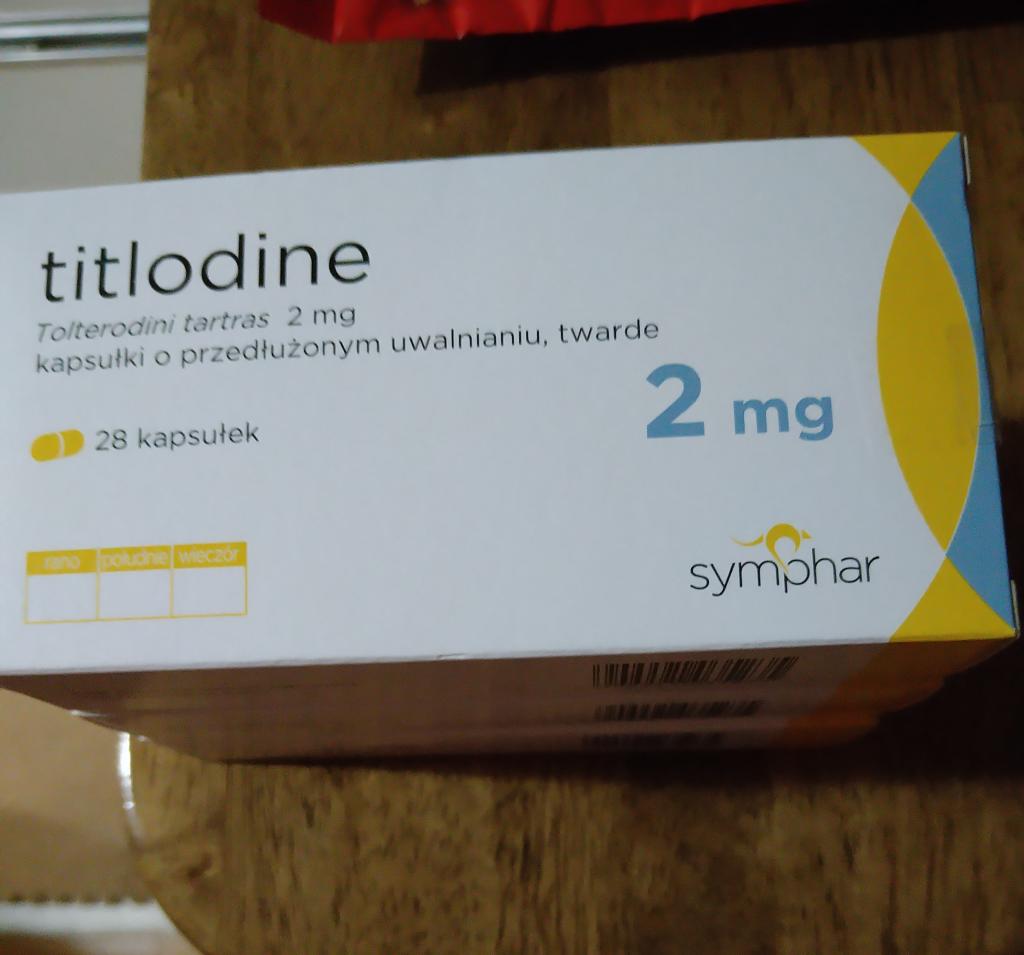 titlodine
Tolterodini tartras 2 mg
kapsułki o przedłużonym uwalnianiu, twarde
2 mg
28 kapsułek
rano południe wieczór
symphar